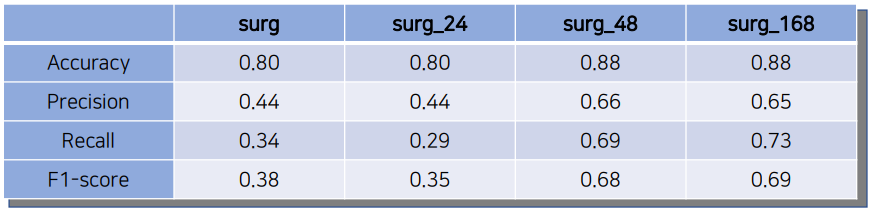 surg surg_24 surg_48 surg_168
Accuracy 0.80 0.80 0.88 0.88
Precision 0.44 0.44 0.66 0.65
Recall 0.34 0.29 0.69 0.73
F1-score 0.38 0.35 0.68 0.69